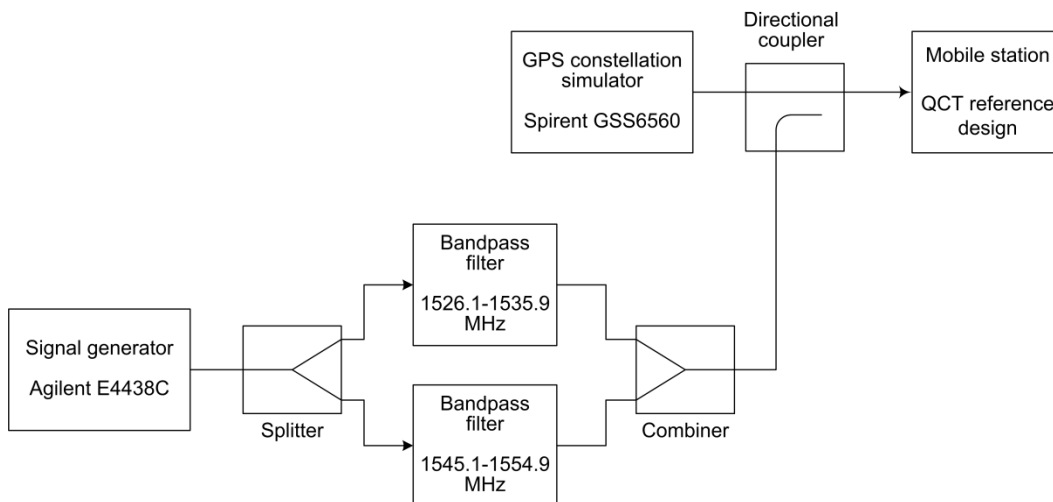 Directional
coupler
GPS constellation
simulator
Spirent GSS6560
Mobile station
QCT reference
design
Bandpass
filter
1526.1-1535.9
MHz
Signal generator
Agilent E4438C
Splitter
Bandpass
filter
1545.1-1554.9
MHz
Combiner